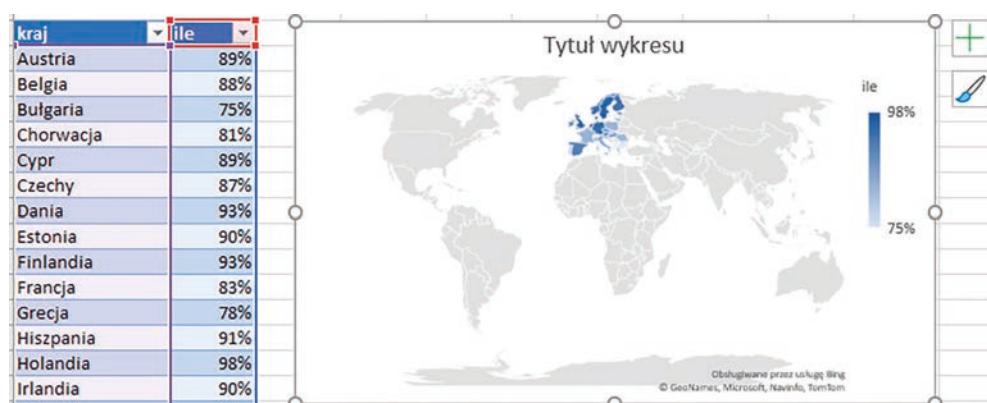 kraj ile
Austria 89%
Belgia 88%
Bułgaria 75%
Chorwacja 81%
Cypr 89%
Czechy 87%
Dania 93%
Estonia 90%
Finlandia 93%
Francja 83%
Grecja 78%
Hiszpania 91%
Holandia 98%
Irlandia 90%
Tytuł wykresu
ile
98%
75%
Obsługiwane przez usługę Bing
© GeoNames, Microsoft, Navinfo, TomTom